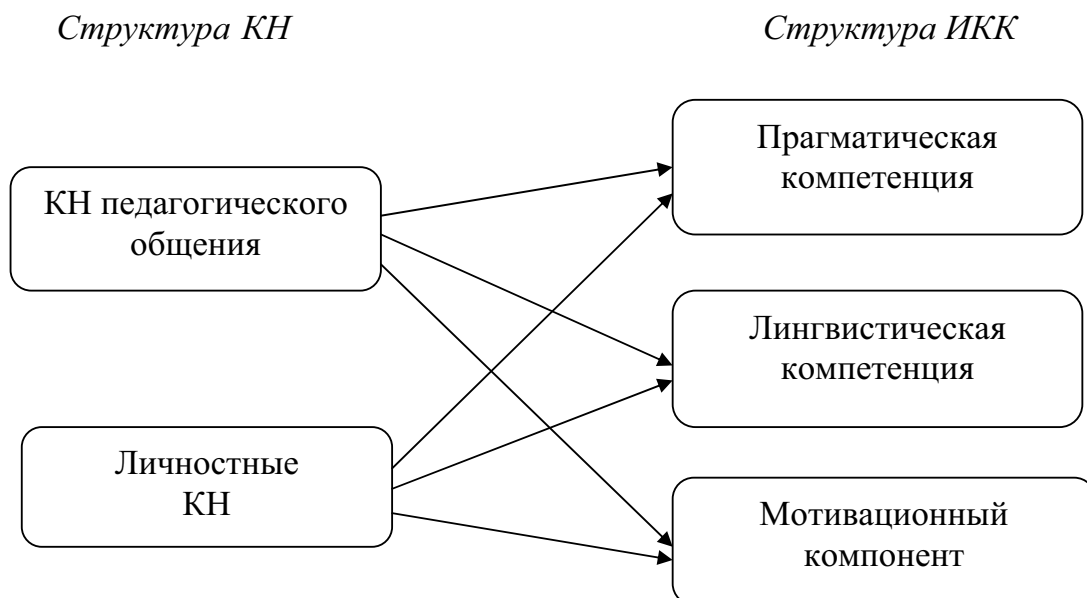 Структура КН
Структура ИКК
КН педагогического
общения
Личностные
КН
Прагматическая
компетенция
Лингвистическая
компетенция
Мотивационный
компонент